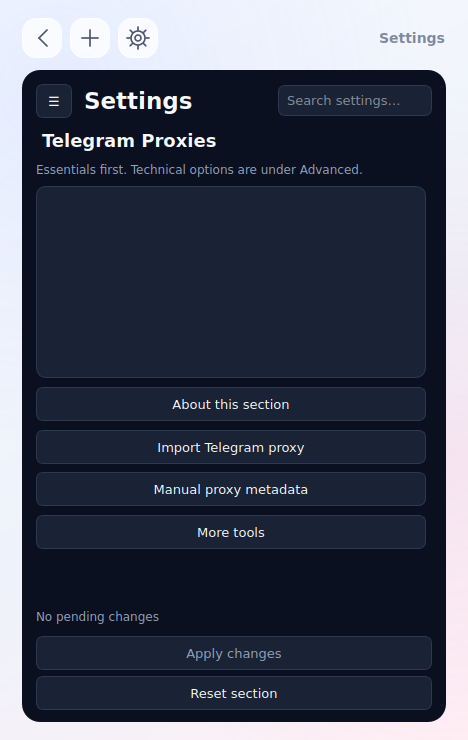 Settings
☰ Settings Search settings...
Telegram Proxies
Essentials first. Technical options are under Advanced.
About this section
Import Telegram proxy
Manual proxy metadata
More tools
No pending changes
Apply changes
Reset section